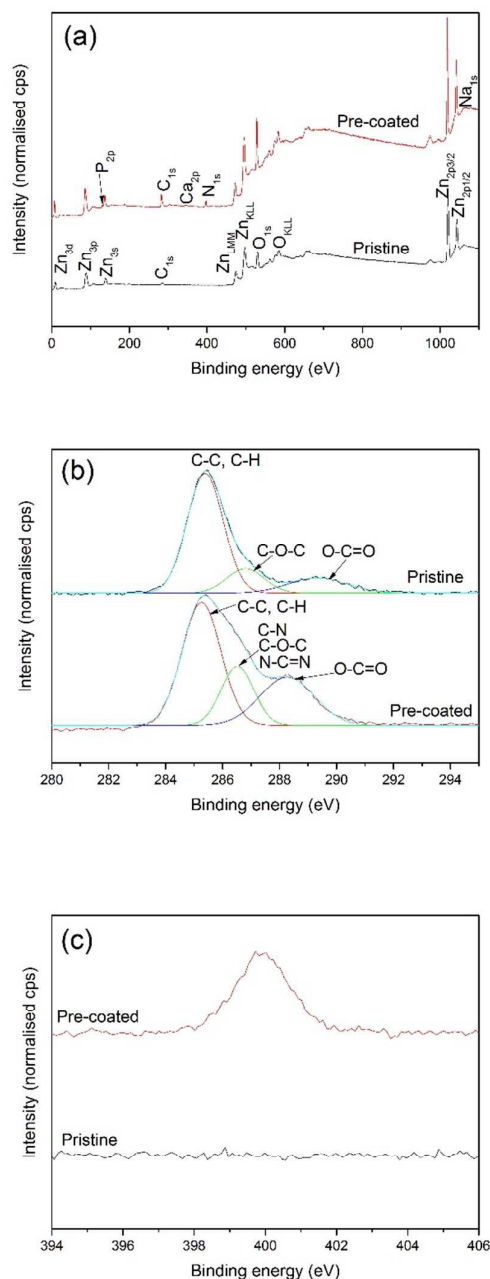 (a)
Intensity (normalised cps)
Pre-coated
Na1s
P2p
C1s
Ca2p
N1s
Zn2p3/2
Zn2p1/2
Zn3d
Zn3p
Zn3s
C1s
ZnLMM
ZnKLL
O1s
OKLL
Pristine
0 200 400 600 800 1000
Binding energy (eV)
(b)
Intensity (normalised cps)
C-C, C-H
C-O-C
O-C=O
Pristine
C-C, C-H
C-N
C-O-C
N-C=N
O-C=O
Pre-coated
280 282 284 286 288 290 292 294
Binding energy (eV)
(c)
Intensity (normalised cps)
Pre-coated
Pristine
394 396 398 400 402 404 406
Binding energy (eV)